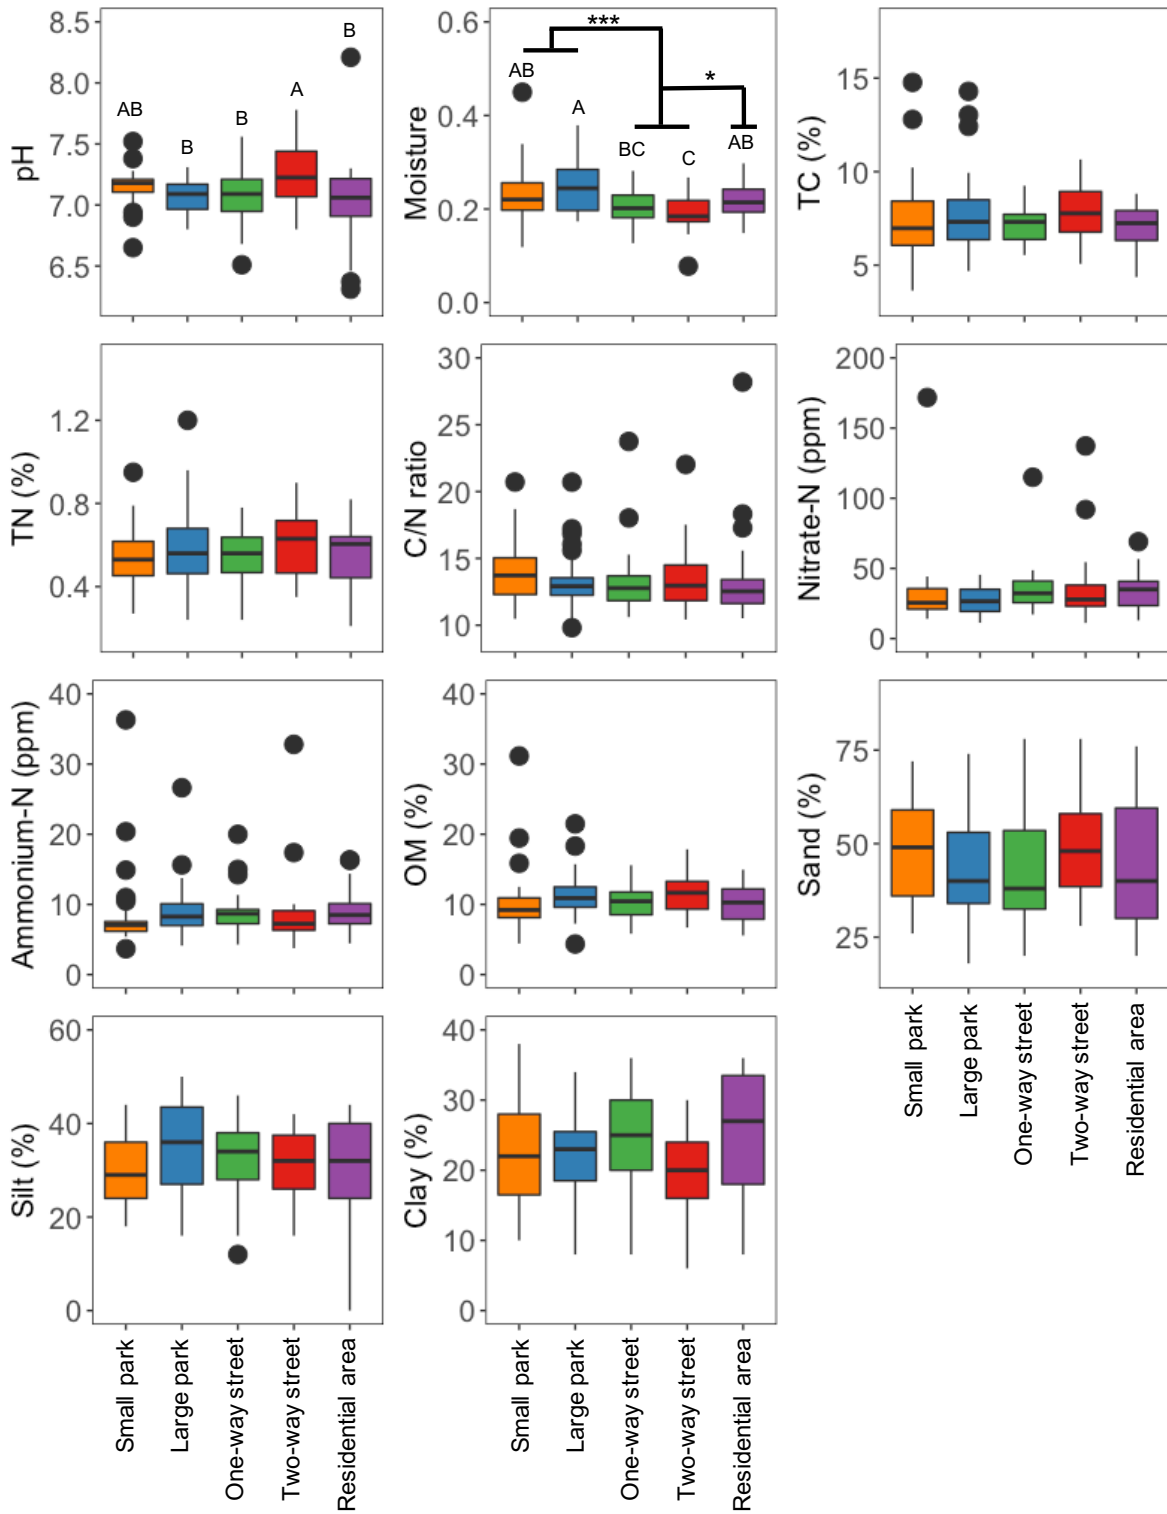 pH
8.5
8.0
7.5
7.0
6.5
AB
B
B
A
B
Moisture
0.6
0.4
0.2
0.0
***
*
AB
A
BC
C
AB
TC (%)
15
10
5
TN (%)
1.2
0.8
0.4
C/N ratio
30
25
20
15
10
Nitrate-N (ppm)
200
150
100
50
0
Ammonium-N (ppm)
40
30
20
10
0
OM (%)
40
30
20
10
0
Sand (%)
75
50
25
Small park
Large park
One-way street
Two-way street
Residential area
Silt (%)
60
40
20
0
Small park
Large park
One-way street
Two-way street
Residential area
Clay (%)
40
30
20
10
0
Small park
Large park
One-way street
Two-way street
Residential area